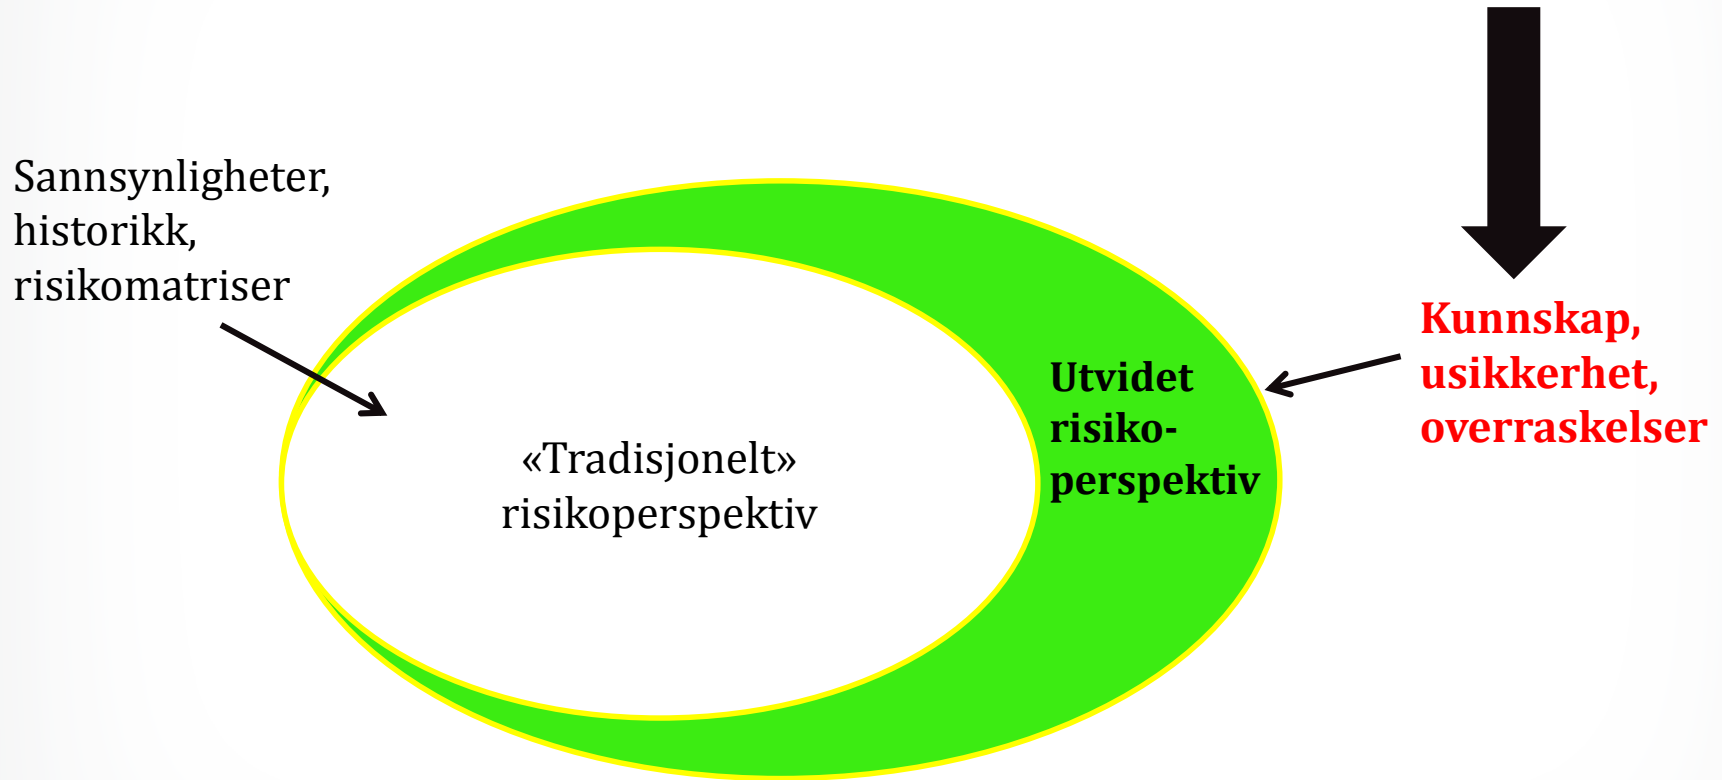 Sannsynligheter,
historikk,
risikomatriser
«Tradisjonelt»
risikoperspektiv
Utvidet
risiko-
perspektiv
Kunnskap,
usikkerhet,
overraskelser